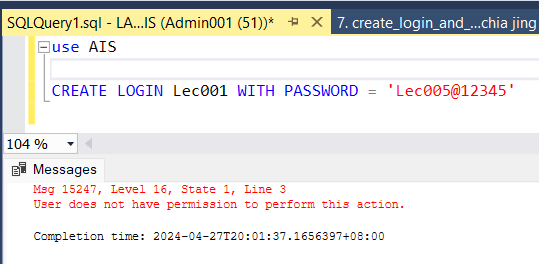 SQLQuery1.sql - LA...IS (Admin001 (51))*
7. create_login_and_...chia jing
use AIS
CREATE LOGIN Lec001 WITH PASSWORD = 'Lec005@12345'
104 %
Messages
Msg 15247, Level 16, State 1, Line 3
User does not have permission to perform this action.
Completion time: 2024-04-27T20:01:37.1656397+08:00